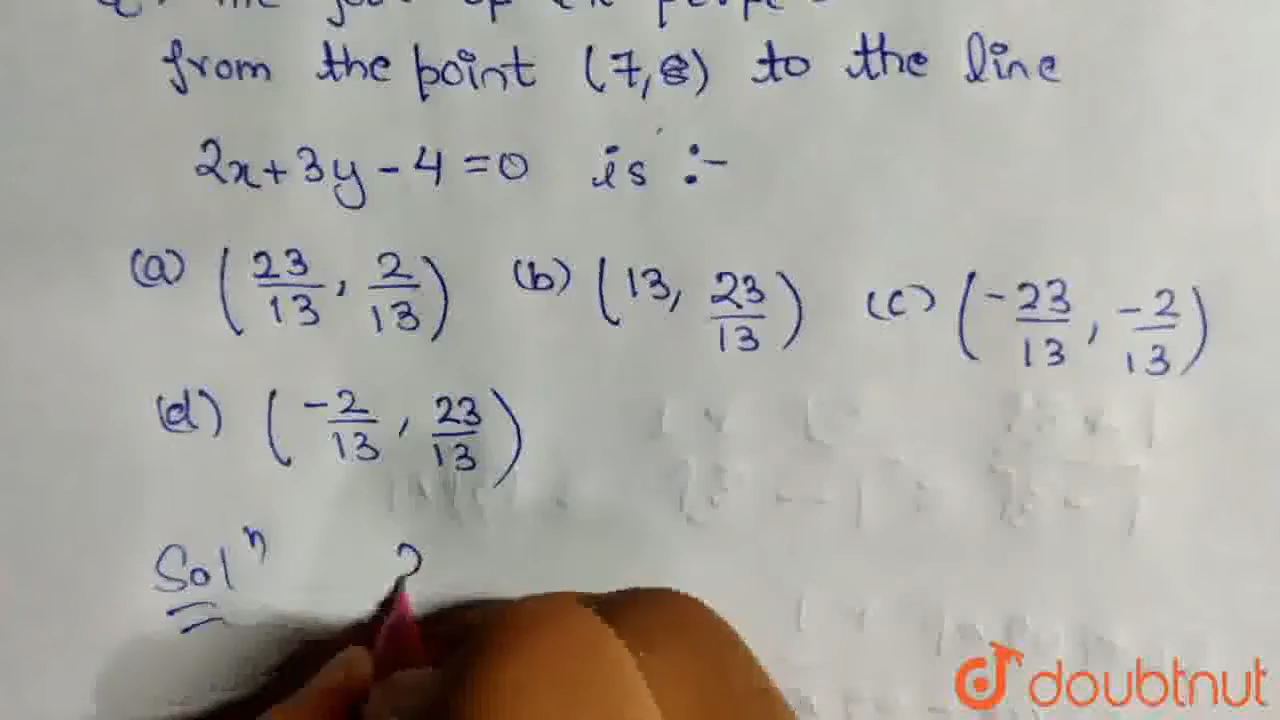 from the point (7,8) to the line
2x+3y-4=0 is :-
(a) (23/13, 2/13) (b) (13, 23/13) (c) (-23/13, -2/13)
(d) (-2/13, 23/13)
Solⁿ 2
doubtnut